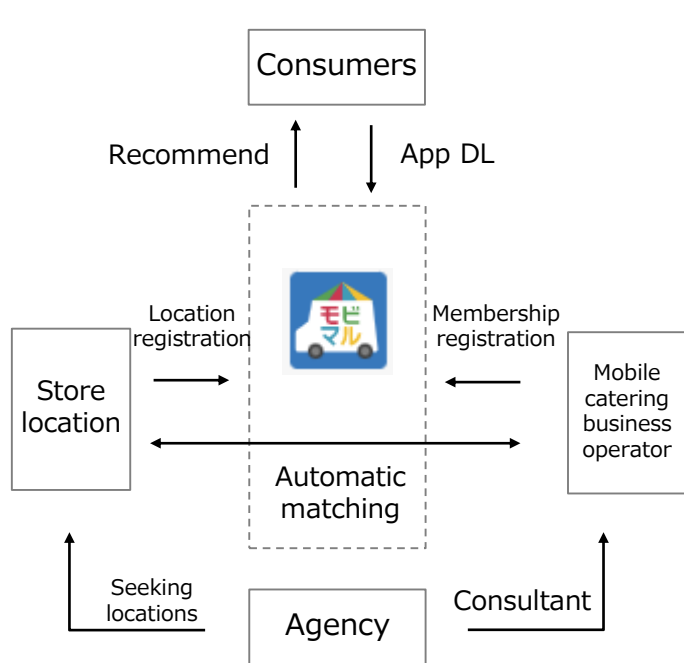 Consumers
Recommend
App DL
モビ
マル
Location
registration
Membership
registration
Store
location
Mobile
catering
business
operator
Automatic
matching
Seeking
locations
Agency
Consultant